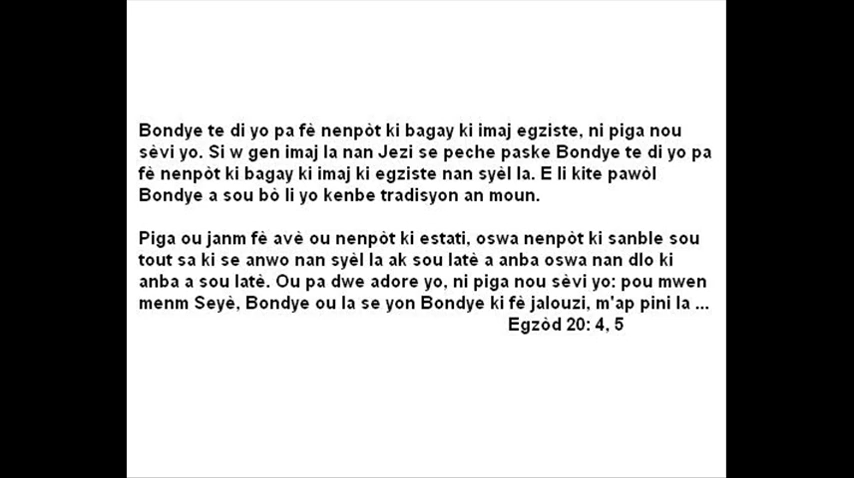 Bondye te di yo pa fè nenpòt ki bagay ki imaj egziste, ni piga nou
sèvi yo. Si w gen imaj la nan Jezi se peche paske Bondye te di yo pa
fè nenpòt ki bagay ki imaj ki egziste nan syèl la. E li kite pawòl
Bondye a sou bò li yo kenbe tradisyon an moun.
Piga ou janm fè avè ou nenpòt ki estati, oswa nenpòt ki sanble sou
tout sa ki se anwo nan syèl la ak sou latè a anba oswa nan dlo ki
anba a sou latè. Ou pa dwe adore yo, ni piga nou sèvi yo: pou mwen
menm Seyè, Bondye ou la se yon Bondye ki fè jalouzi, m'ap pini la ...
Egzòd 20: 4, 5